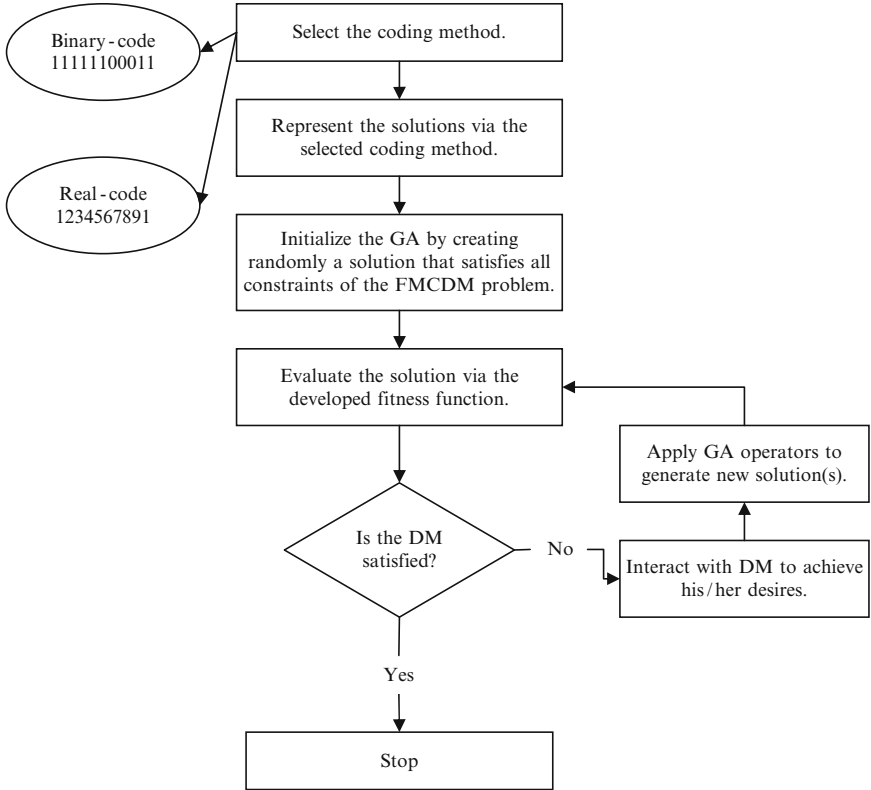 Select the coding method.
Binary-code
11111100011
Represent the solutions via the
selected coding method.
Real-code
1234567891
Initialize the GA by creating
randomly a solution that satisfies all
constraints of the FMCDM problem.
Evaluate the solution via the
developed fitness function.
Apply GA operators to
generate new solution(s).
Is the DM
satisfied?
No
Interact with DM to achieve
his/her desires.
Yes
Stop